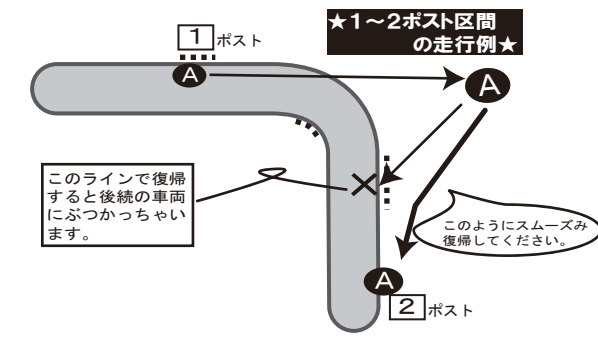 ★1～2ポスト区間
の走行例★
1 ポスト
A
A
このラインで復帰
すると後続の車両
にぶつかっちゃい
ます。
このようにスムーズみ
復帰してください。
A
2 ポスト